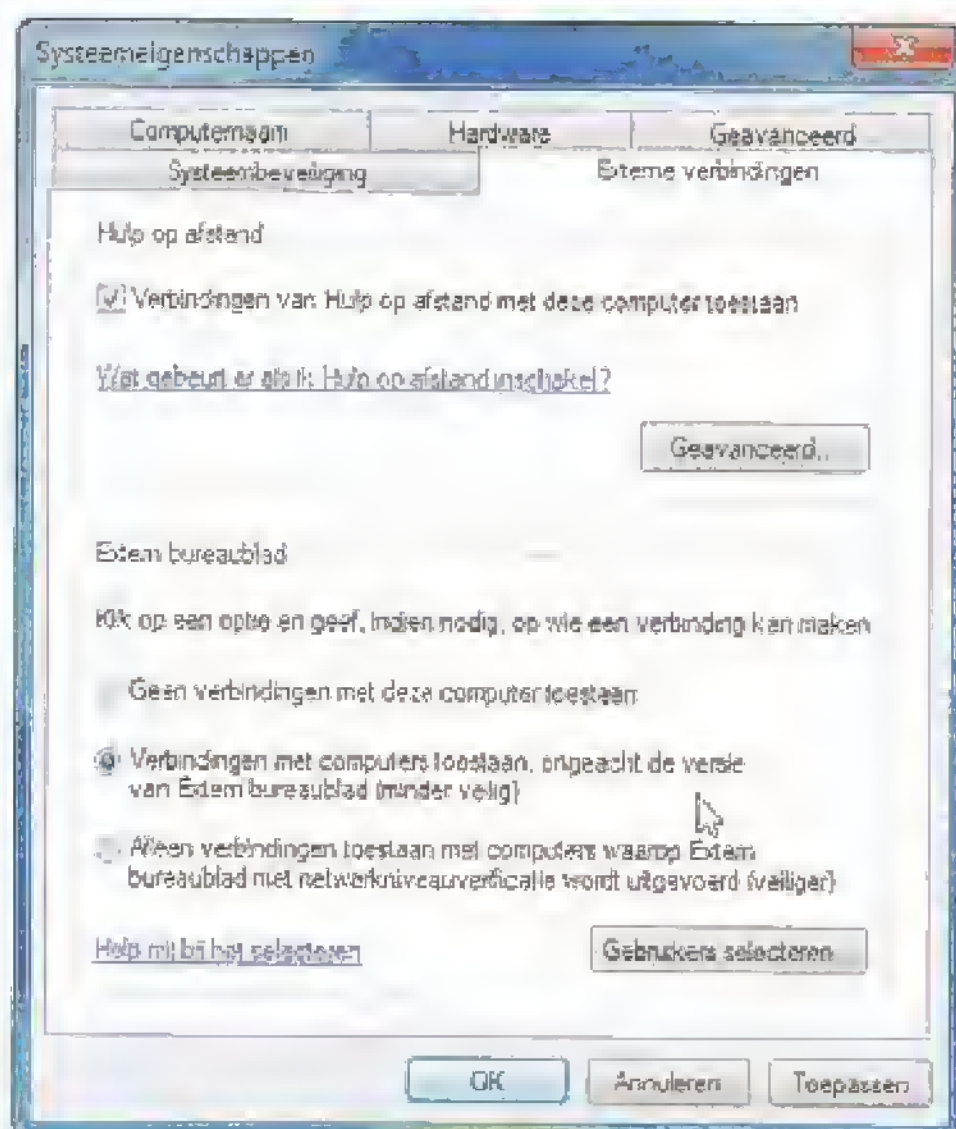 Systeemeigenschappen
Computernaam Hardware Geavanceerd
Systeembeveiliging Externe verbindingen
Hulp op afstand
Verbindingen van Hulp op afstand met deze computer toestaan
Wat gebeurt er als ik Hulp op afstand inschakel?
Geavanceerd...
Extern bureaublad
Klik op een optie en geef, indien nodig, op wie een verbinding kan maken
Geen verbindingen met deze computer toestaan
Verbindingen met computers toestaan, ongeacht de versie
van Extern bureaublad (minder veilig)
Alleen verbindingen toestaan met computers waarop Extern
bureaublad met netwerkniveauverificatie wordt uitgevoerd (veiliger)
Help mij bij het selecteren
Gebruikers selecteren
OK Annuleren Toepassen